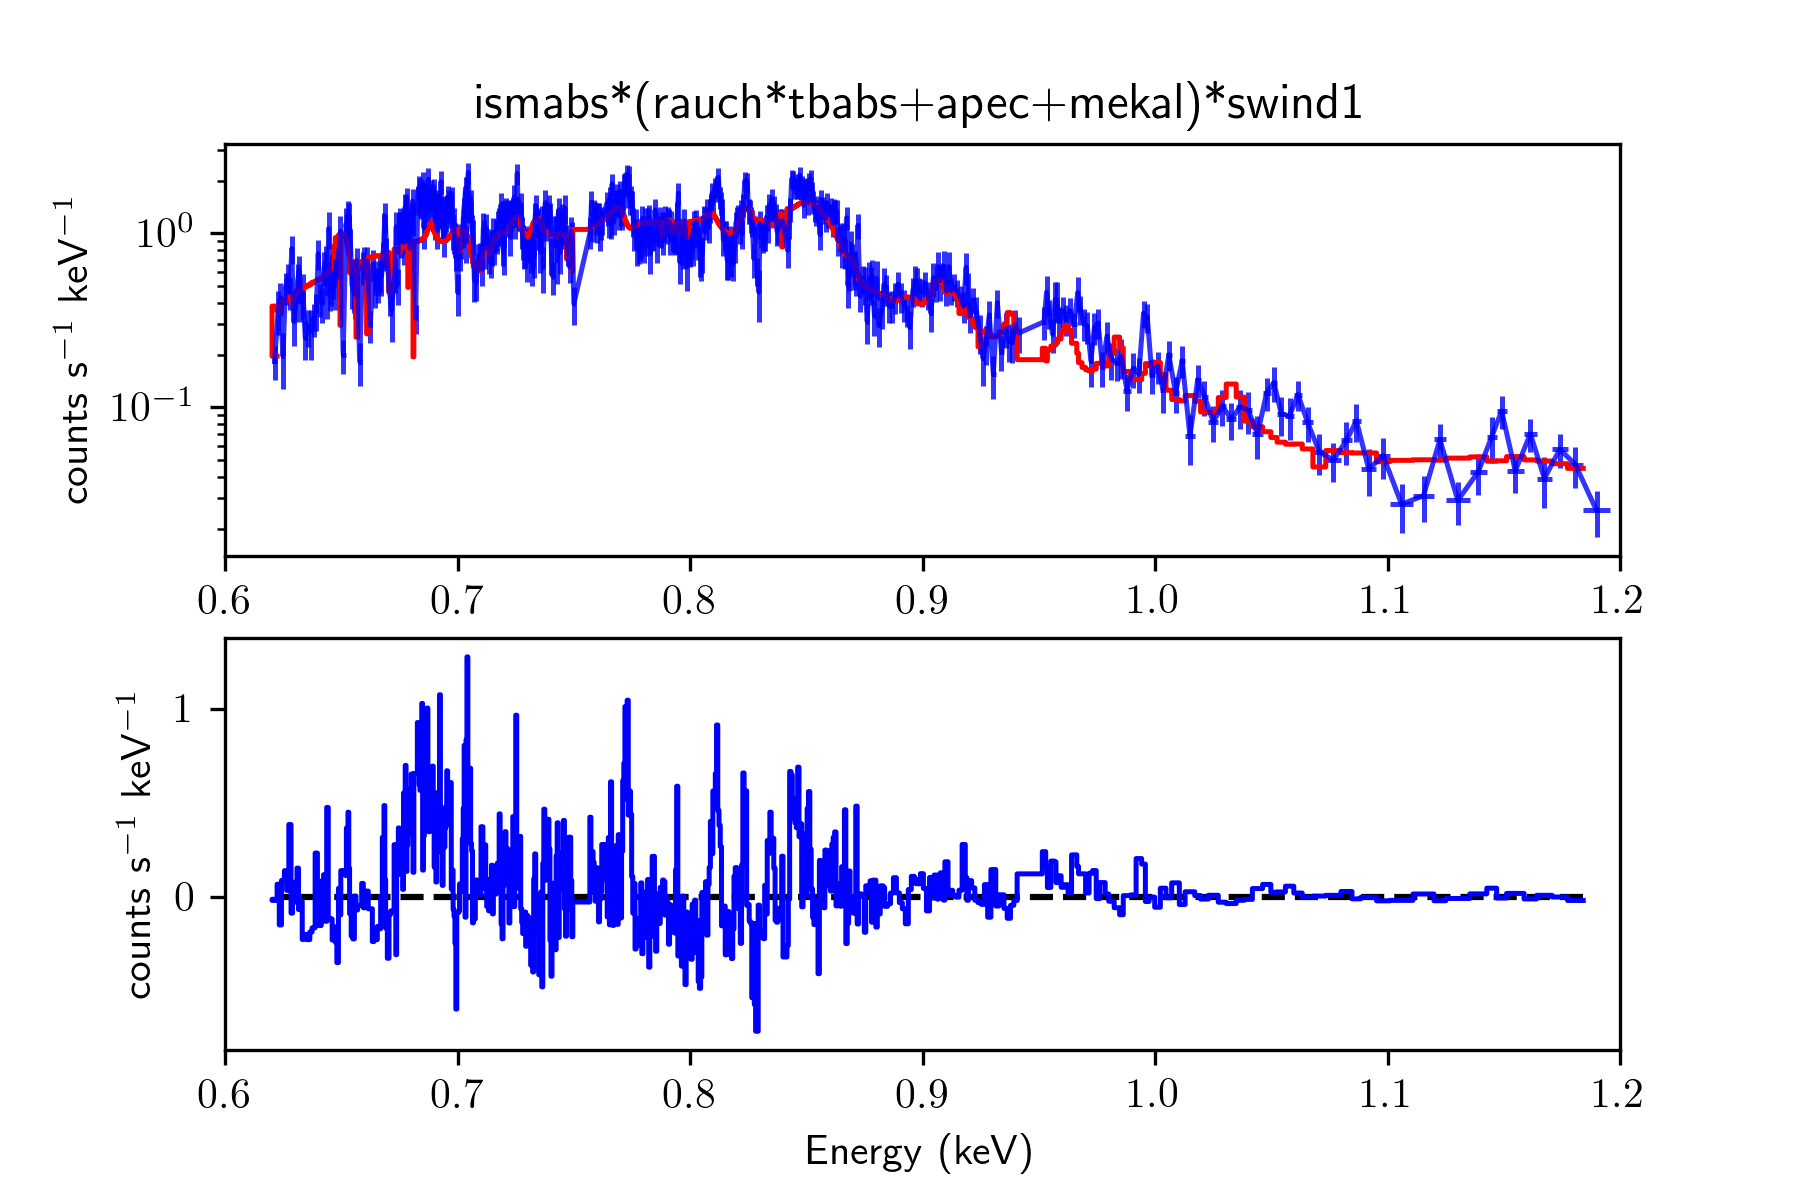 ismabs*(rauch*tbabs+apec+mekal)*swind1
counts s⁻¹ keV⁻¹
10⁰
10⁻¹
0.6 0.7 0.8 0.9 1.0 1.1 1.2
counts s⁻¹ keV⁻¹
1
0
0.6 0.7 0.8 0.9 1.0 1.1 1.2
Energy (keV)